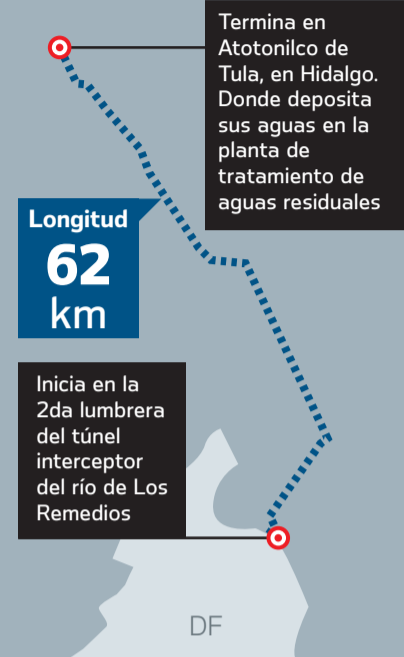 Termina en
Atotonilco de
Tula, en Hidalgo.
Donde deposita
sus aguas en la
planta de
tratamiento de
aguas residuales
Longitud
62
km
Inicia en la
2da lumbrera
del túnel
interceptor
del río de Los
Remedios
DF